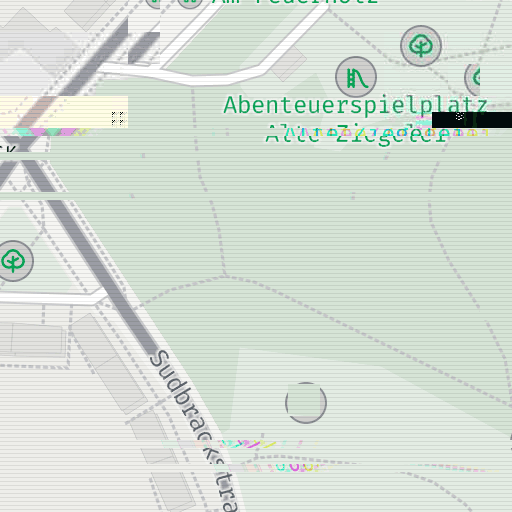 Abenteuerspielplatz
Alte Ziegelei
Sudbrackstra